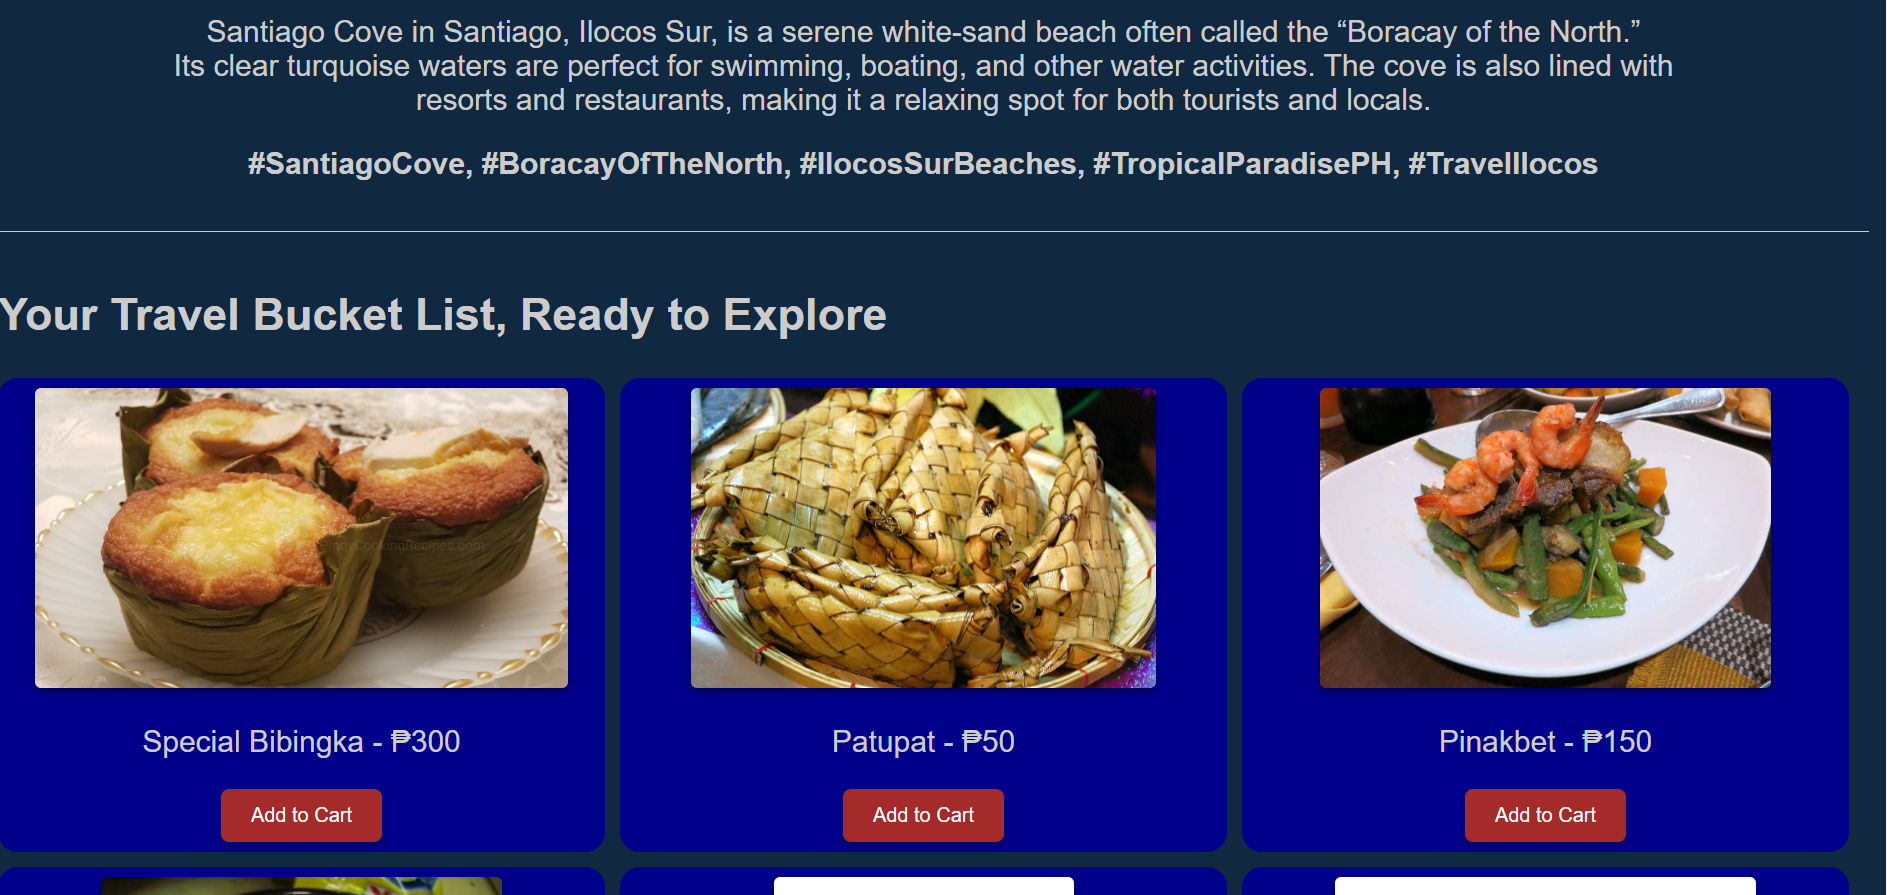 Santiago Cove in Santiago, Ilocos Sur, is a serene white-sand beach often called the “Boracay of the North.”
Its clear turquoise waters are perfect for swimming, boating, and other water activities. The cove is also lined with
resorts and restaurants, making it a relaxing spot for both tourists and locals.
#SantiagoCove, #BoracayOfTheNorth, #IlocosSurBeaches, #TropicalParadisePH, #TravelIlocos
Your Travel Bucket List, Ready to Explore
PinoyCookingRecipes.com
Special Bibingka - ₱300
Patupat - ₱50
Pinakbet - ₱150
Add to Cart
Add to Cart
Add to Cart